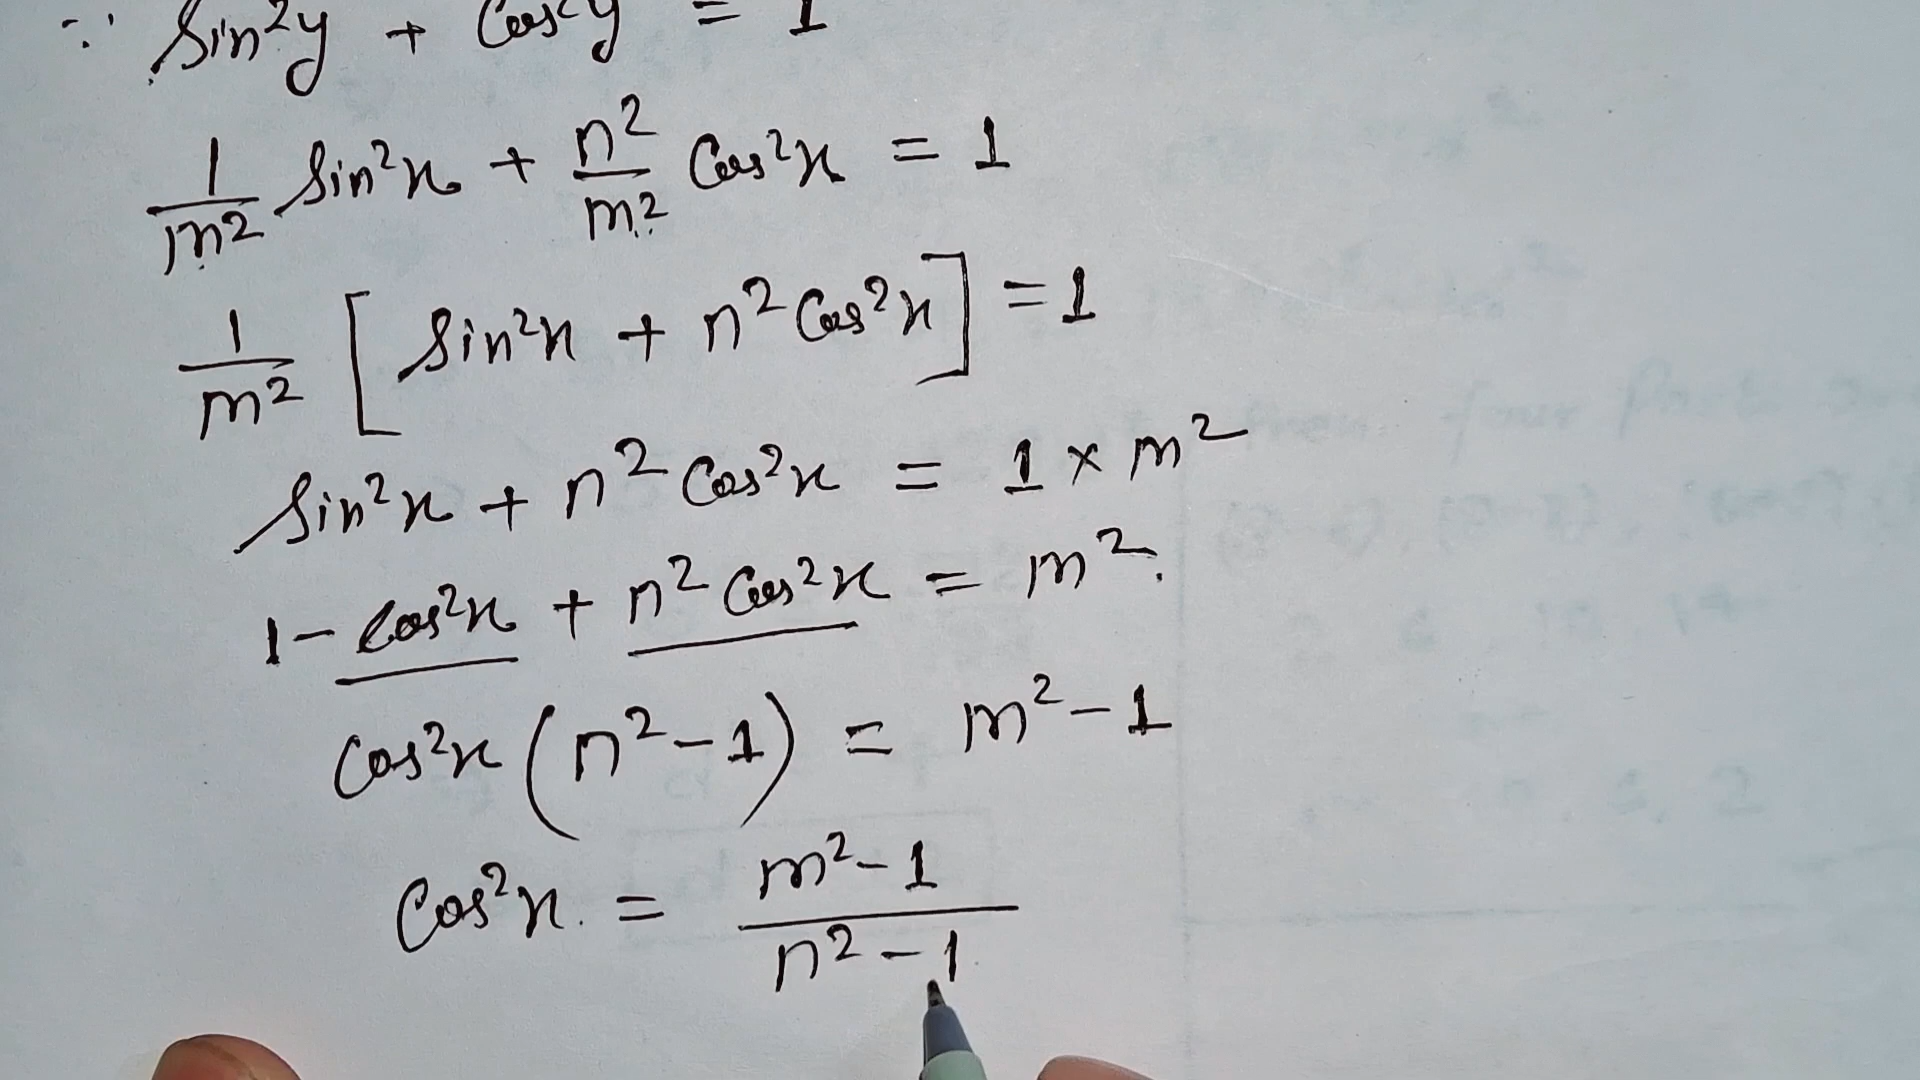 ∵ Sin²y + Cos²y = 1
1/m² Sin²x + n²/m² Cos²x = 1
1/m² [ Sin²x + n² Cos²x ] = 1
Sin²x + n² Cos²x = 1 × m²
1 - Cos²x + n² Cos²x = m²
Cos²x (n² - 1) = m² - 1
Cos²x = m² - 1 / n² - 1